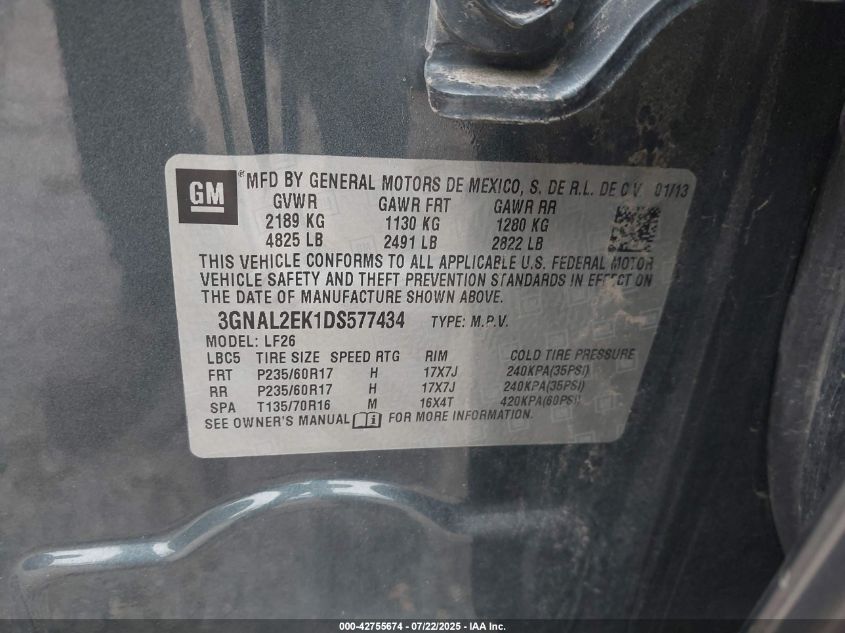 GM
® MFD BY GENERAL MOTORS DE MEXICO, S. DE R.L. DE C V 01/13
GVWR GAWR FRT GAWR RR
2189 KG 1130 KG 1280 KG
4825 LB 2491 LB 2822 LB
THIS VEHICLE CONFORMS TO ALL APPLICABLE U.S. FEDERAL MOTOR
VEHICLE SAFETY AND THEFT PREVENTION STANDARDS IN EFFECT ON
THE DATE OF MANUFACTURE SHOWN ABOVE.
3GNAL2EK1DS577434 TYPE: M.P.V.
MODEL: LF26
LBC5 TIRE SIZE SPEED RTG RIM COLD TIRE PRESSURE
FRT P235/60R17 H 17X7J 240KPA(35PSI)
RR P235/60R17 H 17X7J 240KPA(35PSI)
SPA T135/70R16 M 16X4T 420KPA(60PSI)
SEE OWNER'S MANUAL i FOR MORE INFORMATION.
000-42755674 - 07/22/2025 - IAA Inc.